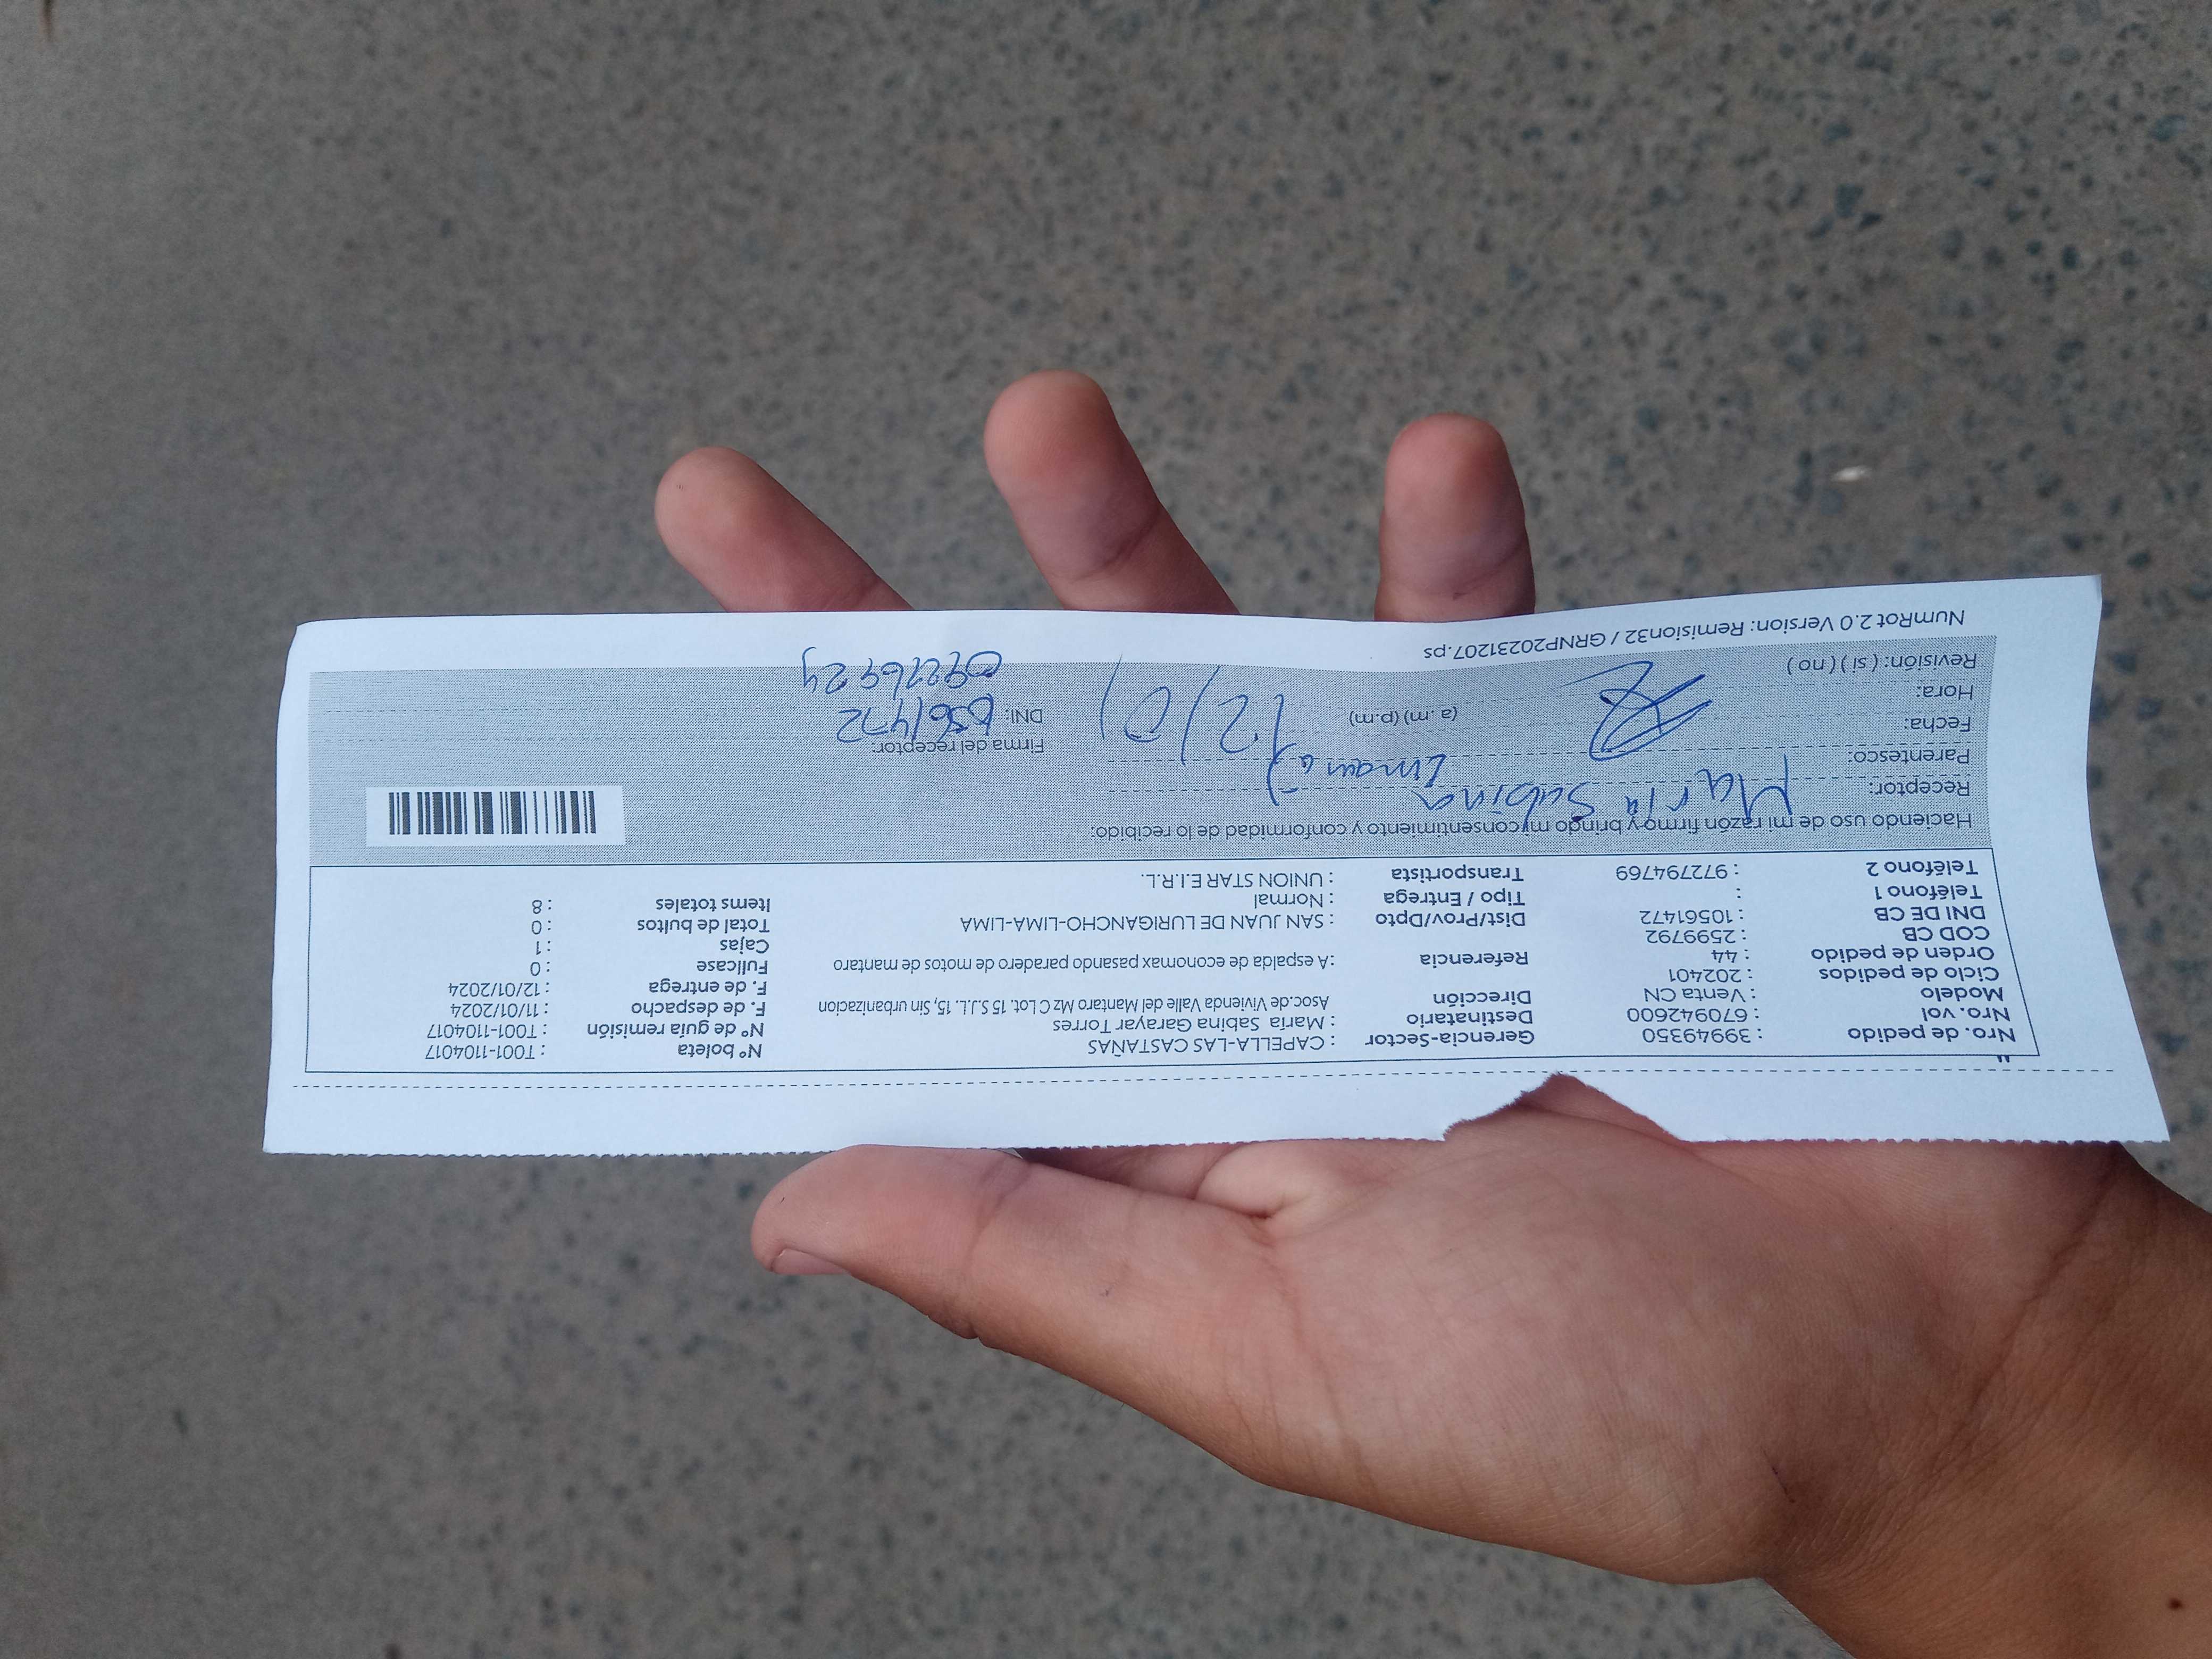 Nro. de pedido : 39949350 Gerencia-Sector : CAPELLA-LAS CASTAÑAS N° boleta : T001-1104017
Nro. vol : 670942600 Destinatario : Maria Sabina Garayar Torres N° de guía remisión : T001-1104017
Modelo : Venta CN Dirección Asoc.de Vivienda Valle del Mantaro Mz C Lot. 15 S.J.L. 15, Sin urbanizacion F. de despacho : 11/01/2024
Ciclo de pedidos : 202401 F. de entrega : 12/01/2024
Orden de pedido : 44 Referencia :A espalda de economax pasando paradero de motos de mantaro Fullcase : 0
COD CB : 2599792 Cajas : 1
DNI DE CB : 10561472 Dist/Prov/Dpto : SAN JUAN DE LURIGANCHO-LIMA-LIMA Total de bultos : 0
Teléfono 1 : Tipo / Entrega : Normal Items totales : 8
Teléfono 2 : 972794769 Transportista : UNION STAR E.I.R.L.
Haciendo uso de mi razón firmo y brindo mi consentimiento y conformidad de lo recibido:
Receptor: Maria Sabina
Parentesco:
Fecha: 12/01 Firma del receptor:
Hora: (a .m) (p.m) DNI:
Revisión: ( si ) ( no )
NumRot 2.0 Version: Remision32 / GRNP20231207.ps